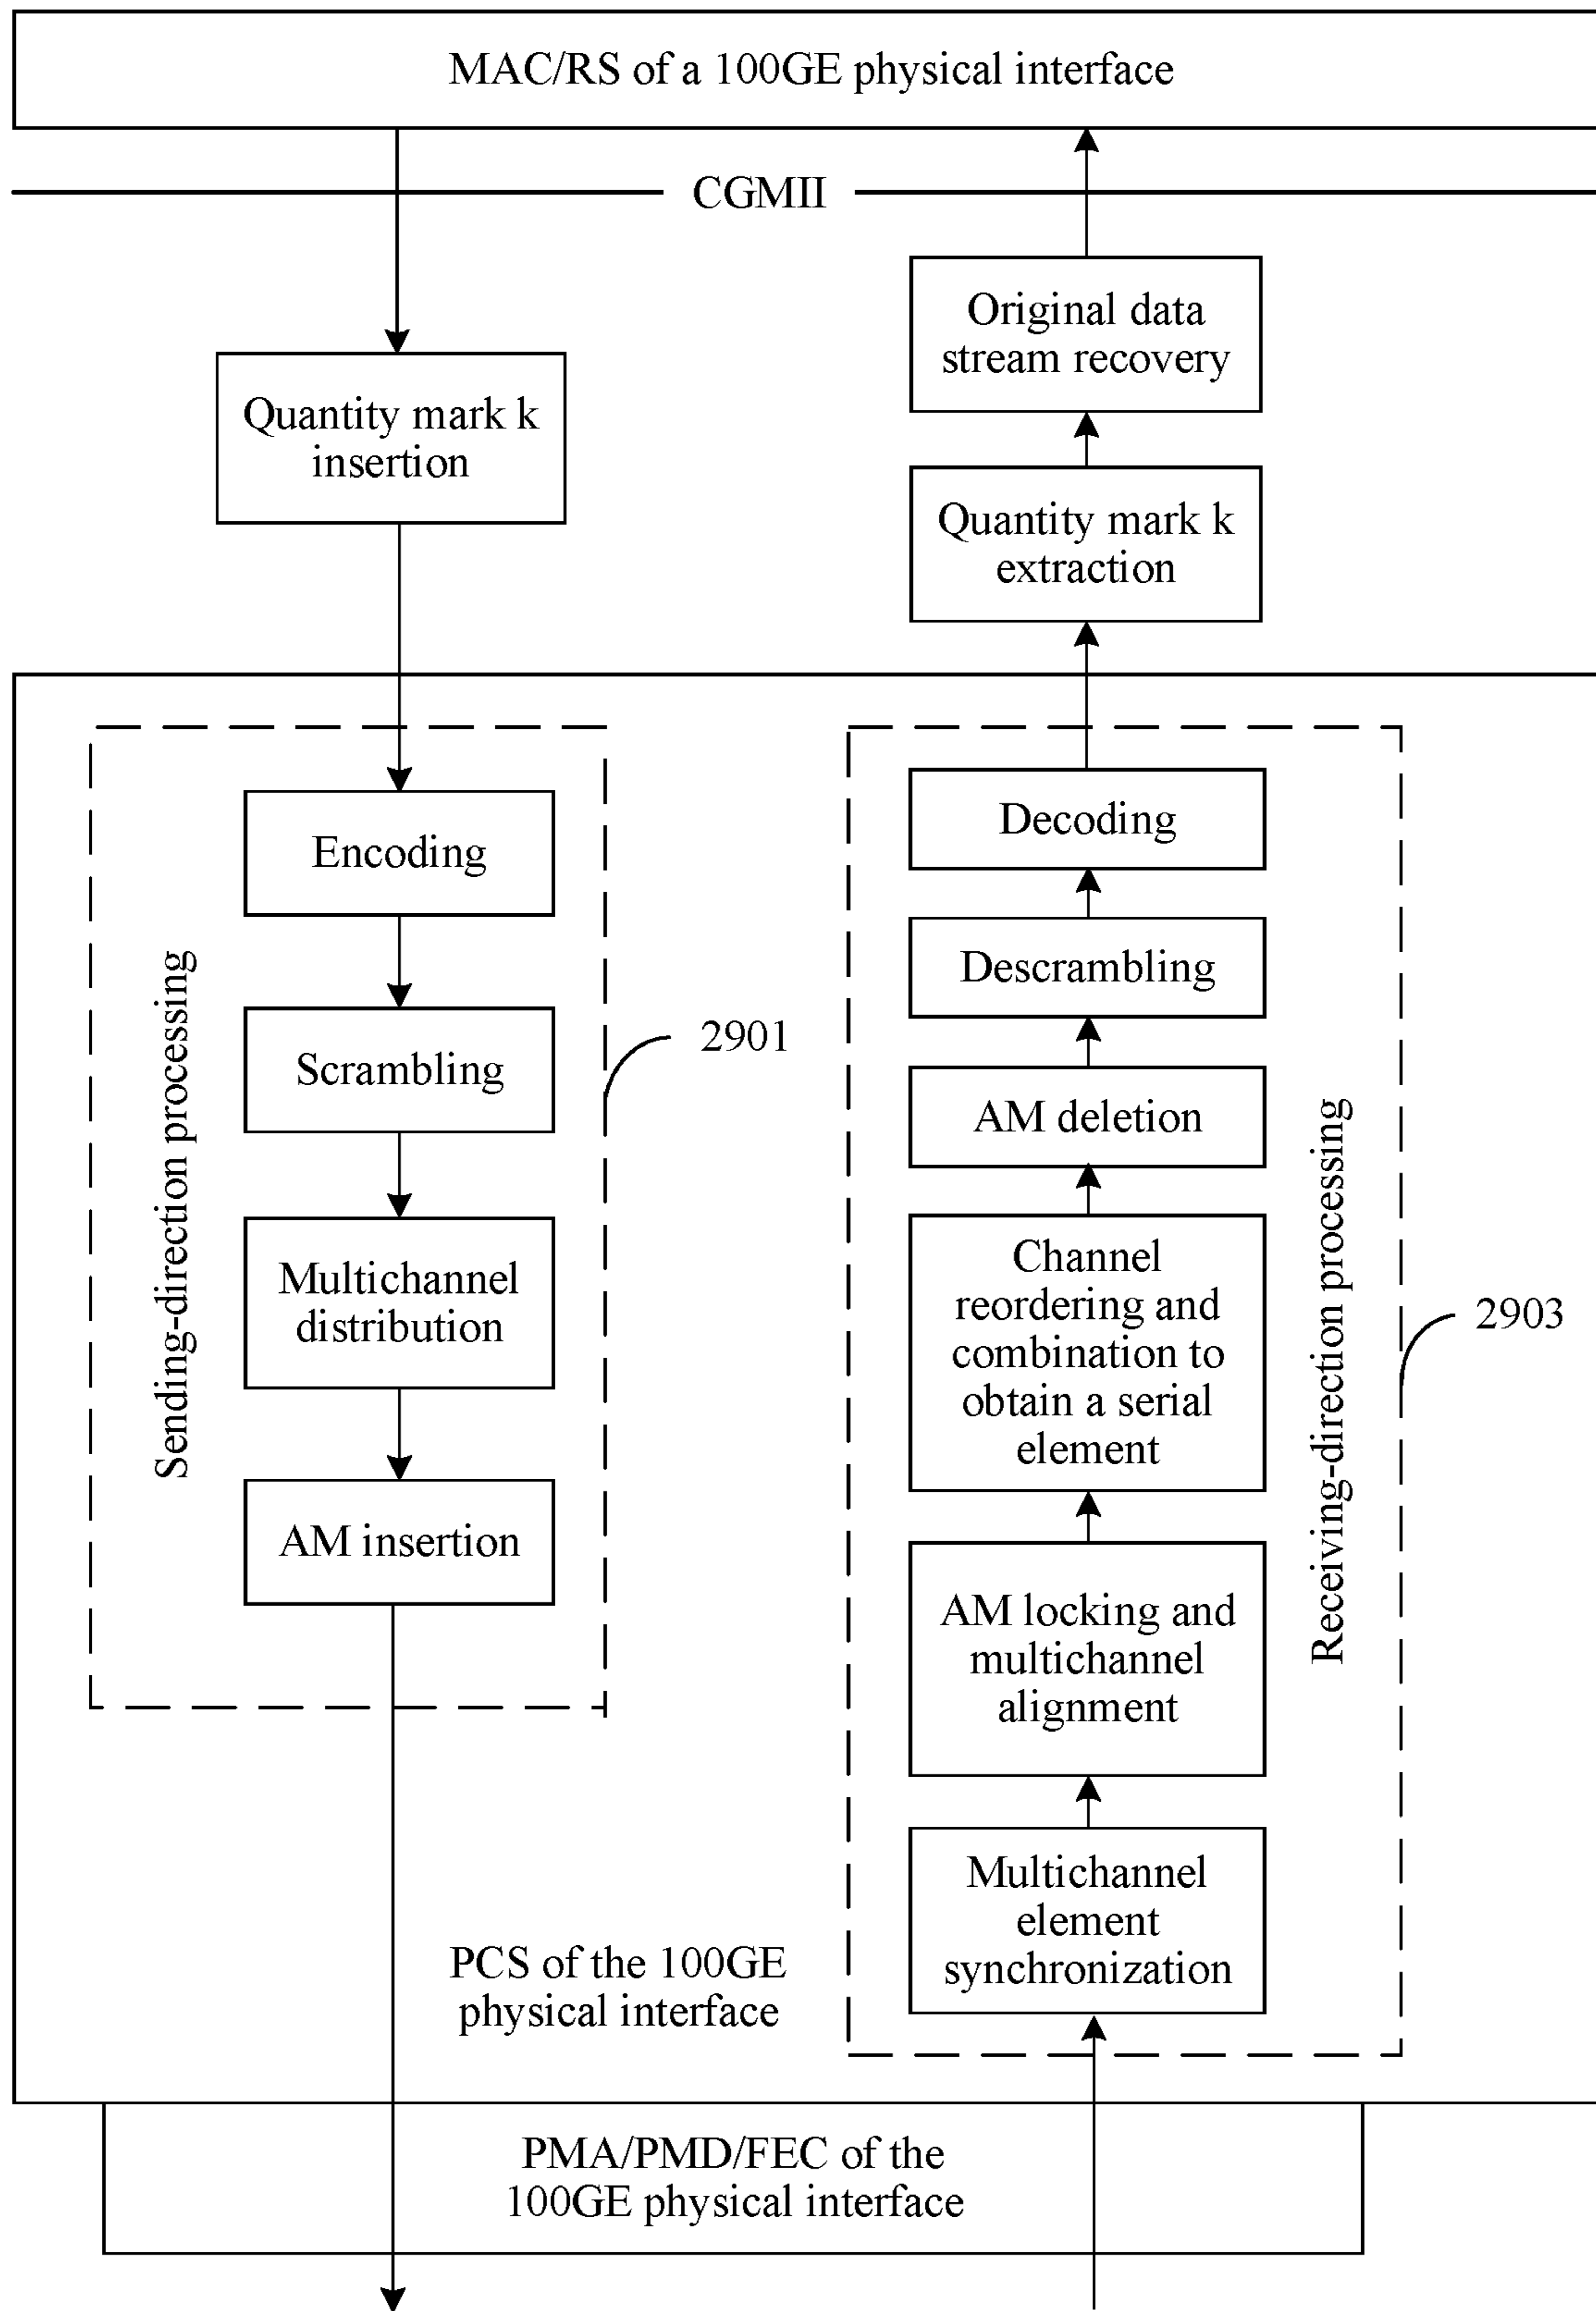 MAC/RS of a 100GE physical interface
CGMII
Quantity mark k
insertion
Original data
stream recovery
Quantity mark k
extraction
Sending-direction processing
Encoding
Scrambling
Multichannel
distribution
AM insertion
2901
Decoding
Descrambling
AM deletion
Channel
reordering and
combination to
obtain a serial
element
AM locking and
multichannel
alignment
Multichannel
element
synchronization
Receiving-direction processing
2903
PCS of the 100GE
physical interface
PMA/PMD/FEC of the
100GE physical interface